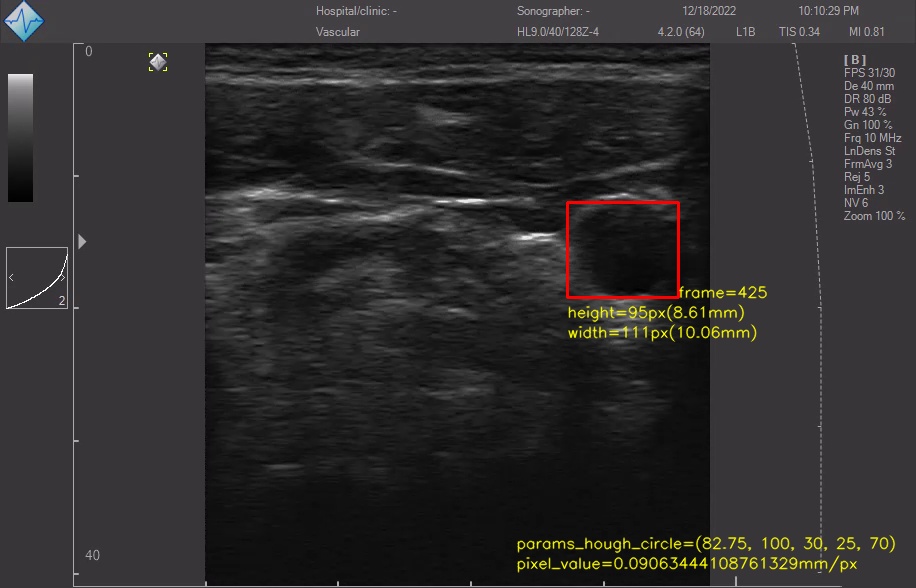 Hospital/clinic: - Sonographer: - 12/18/2022 10:10:29 PM
Vascular HL9.0/40/128Z-4 4.2.0 (64) L1B TIS 0.34 MI 0.81
0
[ B ]
FPS 31/30
De 40 mm
DR 80 dB
Pw 43 %
Gn 100 %
Frq 10 MHz
LnDens St
FrmAvg 3
Rej 5
ImEnh 3
NV 6
Zoom 100 %
2
frame=425
height=95px(8.61mm)
width=111px(10.06mm)
40
params_hough_circle=(82.75, 100, 30, 25, 70)
pixel_value=0.09063444108761329mm/px